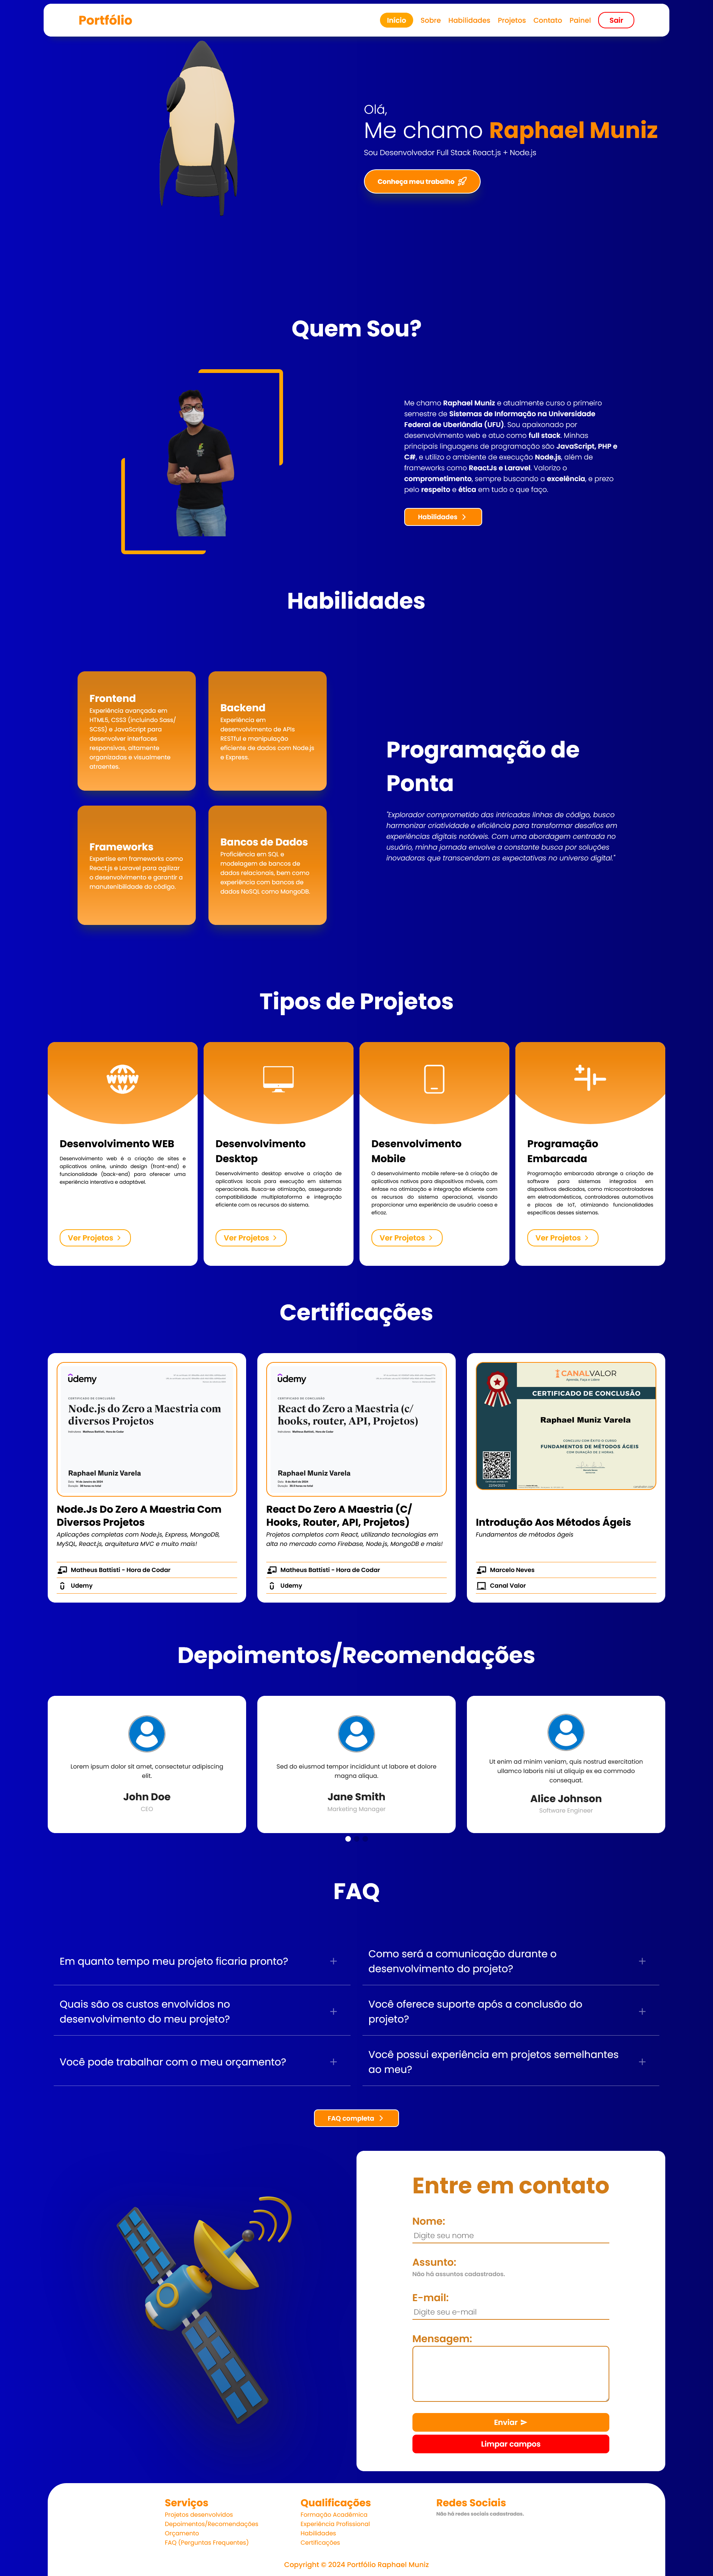 Portfólio
Início Sobre Habilidades Projetos Contato Painel Sair
Olá,
Me chamo Raphael Muniz
Sou Desenvolvedor Full Stack React.js + Node.js
Conheça meu trabalho
Quem Sou?
Me chamo Raphael Muniz e atualmente curso o primeiro
semestre de Sistemas de Informação na Universidade
Federal de Uberlândia (UFU). Sou apaixonado por
desenvolvimento web e atuo como full stack. Minhas
principais linguagens de programação são JavaScript, PHP e
C#, e utilizo o ambiente de execução Node.js, além de
frameworks como ReactJs e Laravel. Valorizo o
comprometimento, sempre buscando a excelência, e prezo
pelo respeito e ética em tudo o que faço.
Habilidades
Habilidades
Frontend
Experiência avançada em
HTML5, CSS3 (incluindo Sass/
SCSS) e JavaScript para
desenvolver interfaces
responsivas, altamente
organizadas e visualmente
atraentes.
Backend
Experiência em
desenvolvimento de APIs
RESTful e manipulação
eficiente de dados com Node.js
e Express.
Frameworks
Expertise em frameworks como
React.js e Laravel para agilizar
o desenvolvimento e garantir a
manutenibilidade do código.
Bancos de Dados
Proficiência em SQL e
modelagem de bancos de
dados relacionais, bem como
experiência com bancos de
dados NoSQL como MongoDB.
Programação de
Ponta
"Explorador comprometido das intricadas linhas de código, busco
harmonizar criatividade e eficiência para transformar desafios em
experiências digitais notáveis. Com uma abordagem centrada no
usuário, minha jornada envolve a constante busca por soluções
inovadoras que transcendam as expectativas no universo digital."
Tipos de Projetos
WWW
Desenvolvimento WEB
Desenvolvimento web é a criação de sites e
aplicativos online, unindo design (front-end) e
funcionalidade (back-end) para oferecer uma
experiência interativa e adaptável.
Ver Projetos
Desenvolvimento
Desktop
Desenvolvimento desktop envolve a criação de
aplicativos locais para execução em sistemas
operacionais. Busca-se otimização, assegurando
compatibilidade multiplataforma e integração
eficiente com os recursos do sistema.
Ver Projetos
Desenvolvimento
Mobile
O desenvolvimento mobile refere-se à criação de
aplicativos nativos para dispositivos móveis, com
ênfase na otimização e integração eficiente com
os recursos do sistema operacional, visando
proporcionar uma experiência de usuário coesa e
eficaz.
Ver Projetos
Programação
Embarcada
Programação embarcada abrange a criação de
software para sistemas integrados em
dispositivos dedicados, como microcontroladores
em eletrodomésticos, controladores automotivos
e placas de IoT, otimizando funcionalidades
específicas desses sistemas.
Ver Projetos
Certificações
udemy
CERTIFICADO DE CONCLUSÃO
Node.js do Zero a Maestria com
diversos Projetos
Instrutores Matheus Battisti, Hora de Codar
Raphael Muniz Varela
Node.Js Do Zero A Maestria Com
Diversos Projetos
Aplicações completas com Node.js, Express, MongoDB,
MySQL, React.js, arquitetura MVC e muito mais!
Matheus Battisti - Hora de Codar
Udemy
udemy
CERTIFICADO DE CONCLUSÃO
React do Zero a Maestria (c/
hooks, router, API, Projetos)
Instrutores Matheus Battisti, Hora de Codar
Raphael Muniz Varela
React Do Zero A Maestria (C/
Hooks, Router, API, Projetos)
Projetos completos com React, utilizando tecnologias em
alta no mercado como Firebase, Node.js, MongoDB e mais!
Matheus Battisti - Hora de Codar
Udemy
CANALVALOR
CERTIFICADO DE CONCLUSÃO
Raphael Muniz Varela
CONCLUIU COM ÊXITO O CURSO
FUNDAMENTOS DE MÉTODOS ÁGEIS
COM DURAÇÃO DE 2 HORAS
Introdução Aos Métodos Ágeis
Fundamentos de métodos ágeis
Marcelo Neves
Canal Valor
Depoimentos/Recomendações
Lorem ipsum dolor sit amet, consectetur adipiscing
elit.
John Doe
CEO
Sed do eiusmod tempor incididunt ut labore et dolore
magna aliqua.
Jane Smith
Marketing Manager
Ut enim ad minim veniam, quis nostrud exercitation
ullamco laboris nisi ut aliquip ex ea commodo
consequat.
Alice Johnson
Software Engineer
FAQ
Em quanto tempo meu projeto ficaria pronto?
Como será a comunicação durante o
desenvolvimento do projeto?
Quais são os custos envolvidos no
desenvolvimento do meu projeto?
Você oferece suporte após a conclusão do
projeto?
Você pode trabalhar com o meu orçamento?
Você possui experiência em projetos semelhantes
ao meu?
FAQ completa
Entre em contato
Nome:
Digite seu nome
Assunto:
Não há assuntos cadastrados.
E-mail:
Digite seu e-mail
Mensagem:
Enviar
Limpar campos
Serviços
Projetos desenvolvidos
Depoimentos/Recomendações
Orçamento
FAQ (Perguntas Frequentes)
Qualificações
Formação Acadêmica
Experiência Profissional
Habilidades
Certificações
Redes Sociais
Não há redes sociais cadastradas.
Copyright © 2024 Portfólio Raphael Muniz